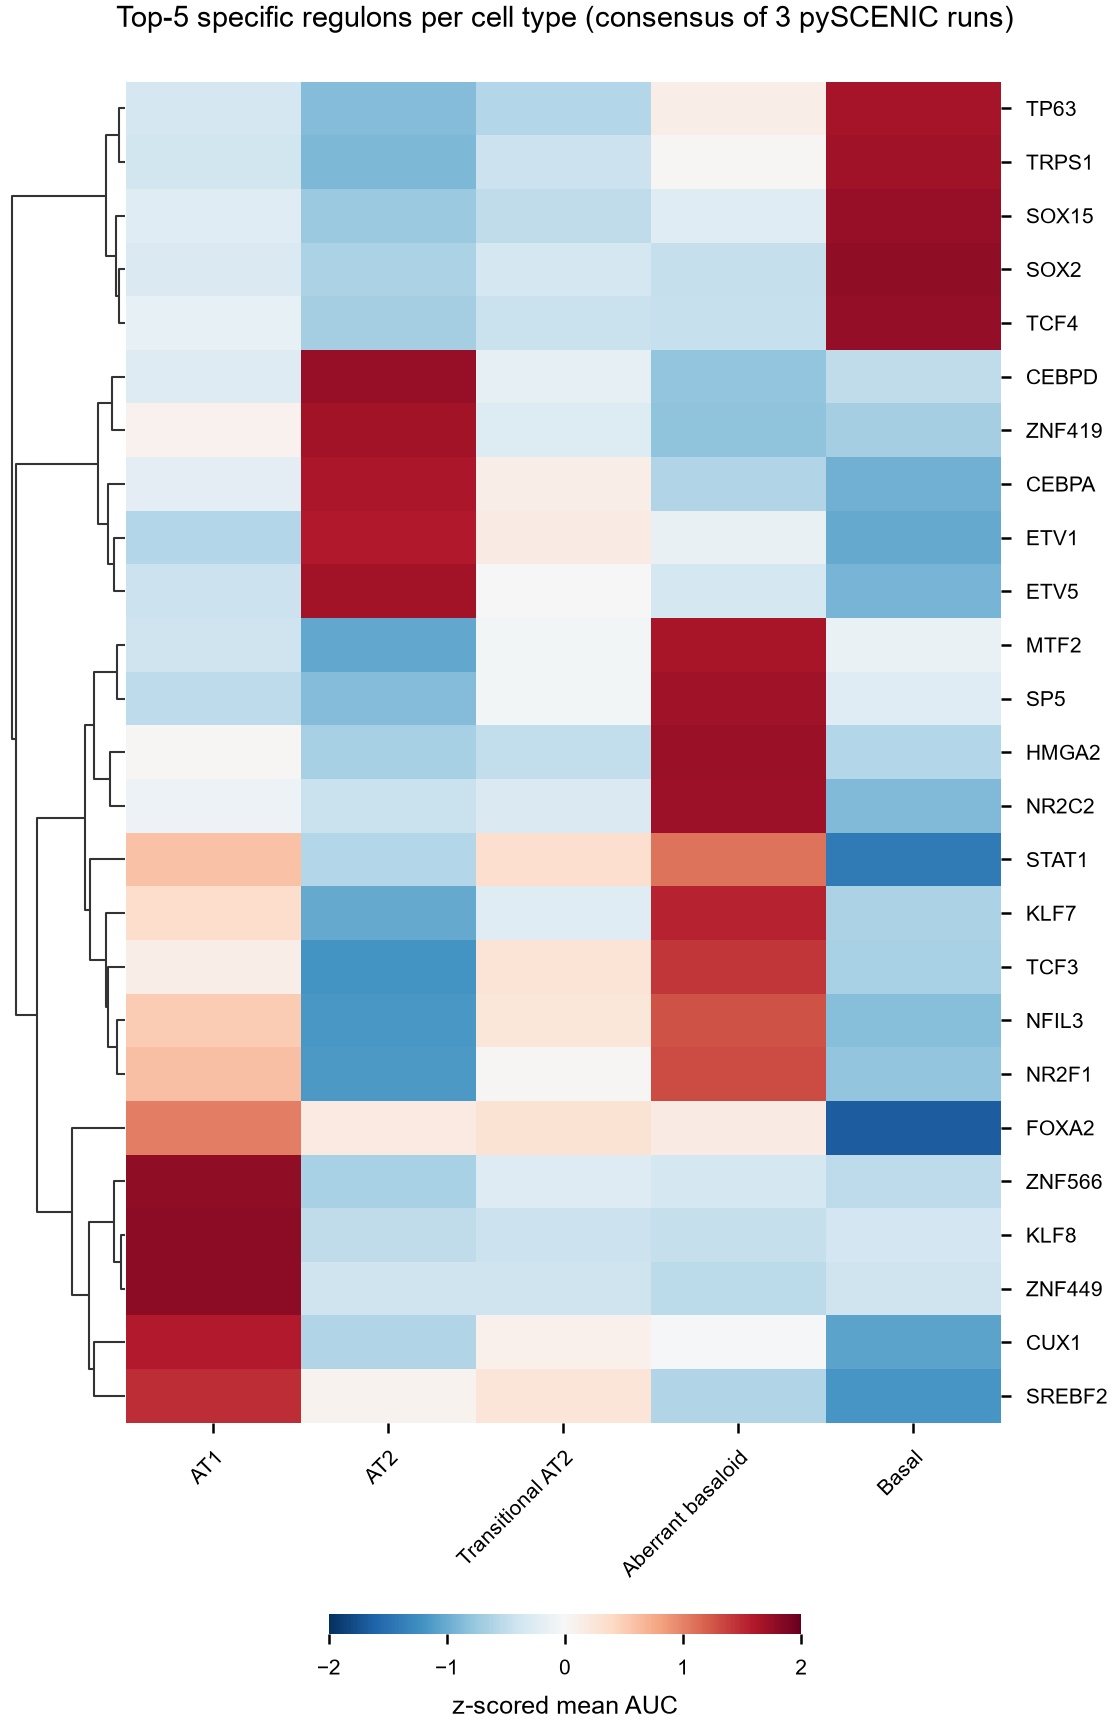 Top-5 specific regulons per cell type (consensus of 3 pySCENIC runs)
TP63
TRPS1
SOX15
SOX2
TCF4
CEBPD
ZNF419
CEBPA
ETV1
ETV5
MTF2
SP5
HMGA2
NR2C2
STAT1
KLF7
TCF3
NFIL3
NR2F1
FOXA2
ZNF566
KLF8
ZNF449
CUX1
SREBF2
AT1
AT2
Transitional AT2
Aberrant basaloid
Basal
−2 −1 0 1 2
z-scored mean AUC